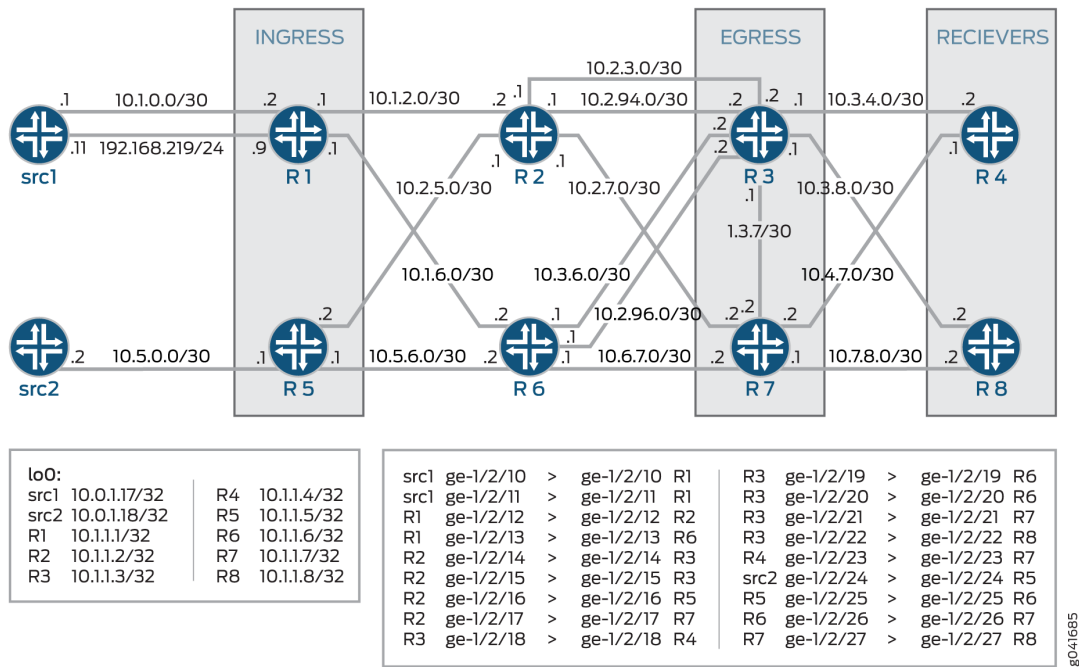 INGRESS
EGRESS
RECIEVERS
10.2.3.0/30
.1 10.1.0.0/30 .2 .1 10.1.2.0/30 .2 .1 .1 10.2.94.0/30 .2 .2 .1 10.3.4.0/30 .2
.2
.11 192.168.219/24 .9 .1 .1 .1 .2 .1 .1
src1 R1 R2 R3 R4
10.2.5.0/30 10.2.7.0/30 .1 10.3.8.0/30
1.3.7/30
10.1.6.0/30 10.3.6.0/30 10.4.7.0/30
10.2.96.0/30
.2 .2 .1 .2 .2 .2 .2
.1
.2 10.5.0.0/30 .1 .1 10.5.6.0/30 .2 .1 10.6.7.0/30 .2 .1 10.7.8.0/30 .2
src2 R5 R6 R7 R8
lo0:
src1 10.0.1.17/32 R4 10.1.1.4/32
src2 10.0.1.18/32 R5 10.1.1.5/32
R1 10.1.1.1/32 R6 10.1.1.6/32
R2 10.1.1.2/32 R7 10.1.1.7/32
R3 10.1.1.3/32 R8 10.1.1.8/32
src1 ge-1/2/10 > ge-1/2/10 R1 R3 ge-1/2/19 > ge-1/2/19 R6
src1 ge-1/2/11 > ge-1/2/11 R1 R3 ge-1/2/20 > ge-1/2/20 R6
R1 ge-1/2/12 > ge-1/2/12 R2 R3 ge-1/2/21 > ge-1/2/21 R7
R1 ge-1/2/13 > ge-1/2/13 R6 R3 ge-1/2/22 > ge-1/2/22 R8
R2 ge-1/2/14 > ge-1/2/14 R3 R4 ge-1/2/23 > ge-1/2/23 R7
R2 ge-1/2/15 > ge-1/2/15 R3 src2 ge-1/2/24 > ge-1/2/24 R5
R2 ge-1/2/16 > ge-1/2/16 R5 R5 ge-1/2/25 > ge-1/2/25 R6
R2 ge-1/2/17 > ge-1/2/17 R7 R6 ge-1/2/26 > ge-1/2/26 R7
R3 ge-1/2/18 > ge-1/2/18 R4 R7 ge-1/2/27 > ge-1/2/27 R8
g041685